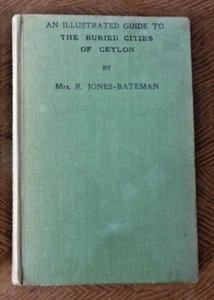 AN ILLUSTRATED GUIDE TO
THE BURIED CITIES
OF CEYLON
BY
Mrs. R. JONES-BATEMAN